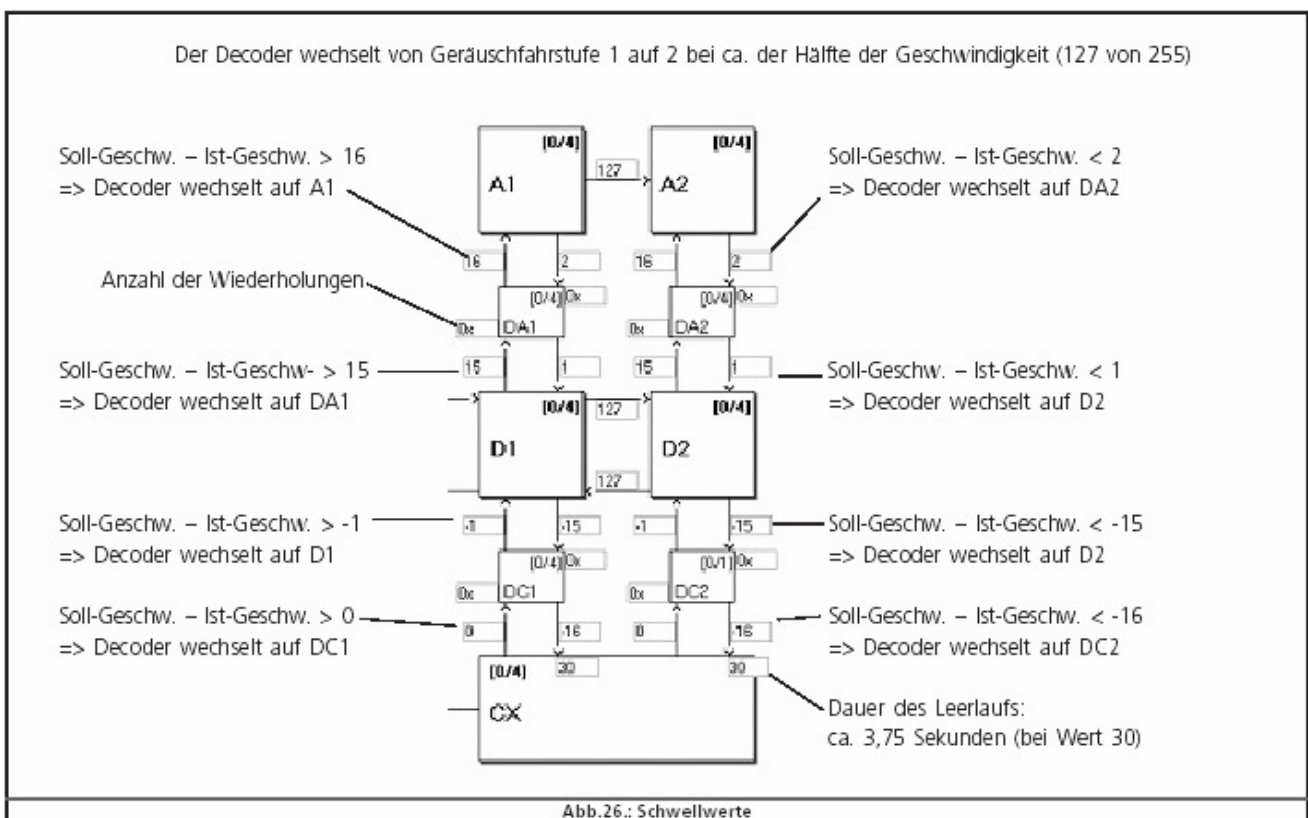 Der Decoder wechselt von Geräuschfahrstufe 1 auf 2 bei ca. der Hälfte der Geschwindigkeit (127 von 255)
Soll-Geschw. – Ist-Geschw. > 16
=> Decoder wechselt auf A1
[0/4]
A1
127
[0/4]
A2
Soll-Geschw. – Ist-Geschw. < 2
=> Decoder wechselt auf DA2
16
2
16
2
Anzahl der Wiederholungen
[0/4] 0x
0x DA1
[0/4] 0x
0x DA2
Soll-Geschw. – Ist-Geschw- > 15
=> Decoder wechselt auf DA1
15
1
15
1
Soll-Geschw. – Ist-Geschw. < 1
=> Decoder wechselt auf D2
[0/4]
D1
127
127
[0/4]
D2
Soll-Geschw. – Ist-Geschw. > -1
=> Decoder wechselt auf D1
-1
-15
-1
-15
Soll-Geschw. – Ist-Geschw. < -15
=> Decoder wechselt auf D2
[0/4] 0x
0x DC1
[0/1] 0x
0x DC2
Soll-Geschw. – Ist-Geschw. > 0
=> Decoder wechselt auf DC1
0
-16
0
-16
Soll-Geschw. – Ist-Geschw. < -16
=> Decoder wechselt auf DC2
[0/4]
CX
30
30
Dauer des Leerlaufs:
ca. 3,75 Sekunden (bei Wert 30)
Abb.26.: Schwellwerte